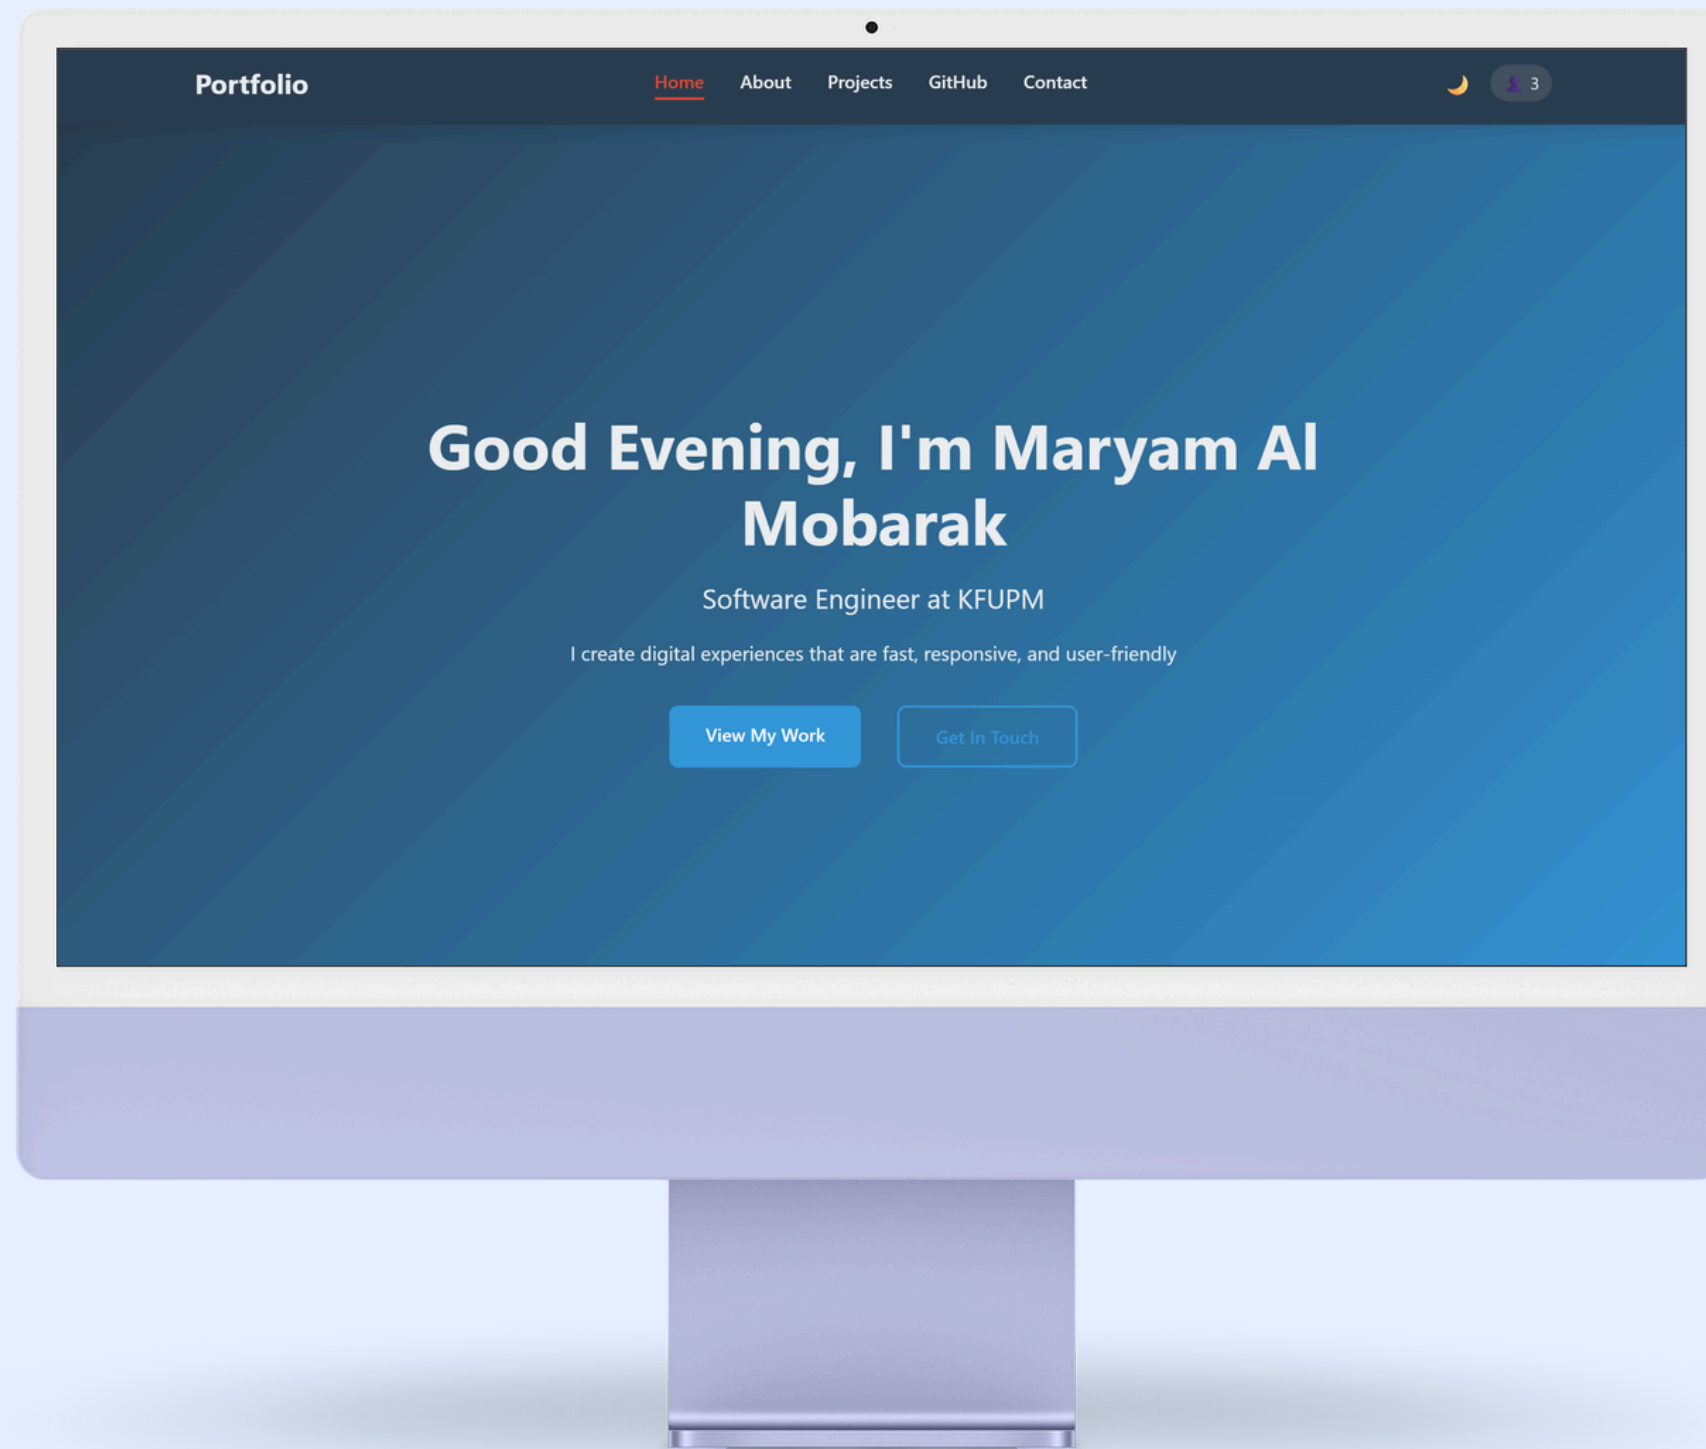 Portfolio
Home About Projects GitHub Contact
3
Good Evening, I'm Maryam Al
Mobarak
Software Engineer at KFUPM
I create digital experiences that are fast, responsive, and user-friendly
View My Work
Get In Touch